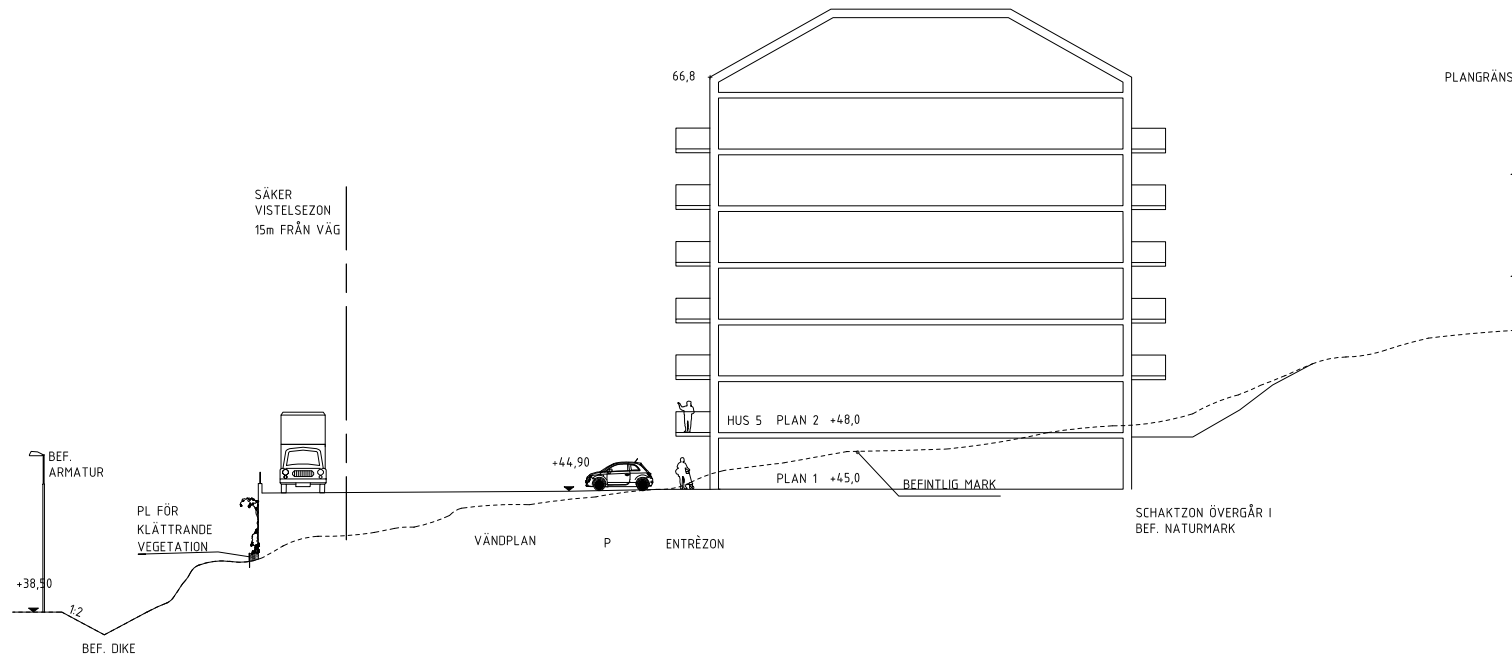 66,8
PLANGRÄNS
SÄKER
VISTELSEZON
15m FRÅN VÄG
HUS 5 PLAN 2 +48,0
BEF.
ARMATUR
+44,90
PLAN 1 +45,0
BEFINTLIG MARK
PL FÖR
KLÄTTRANDE
VEGETATION
SCHAKTZON ÖVERGÅR I
BEF. NATURMARK
VÄNDPLAN
P
ENTRÈZON
+38,50
1:2
BEF. DIKE